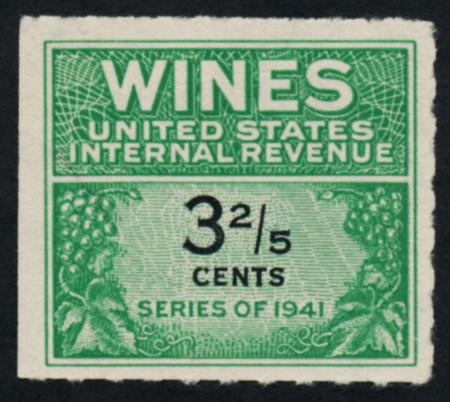 WINES
UNITED STATES
INTERNAL REVENUE
3 2/5
CENTS
SERIES OF 1941